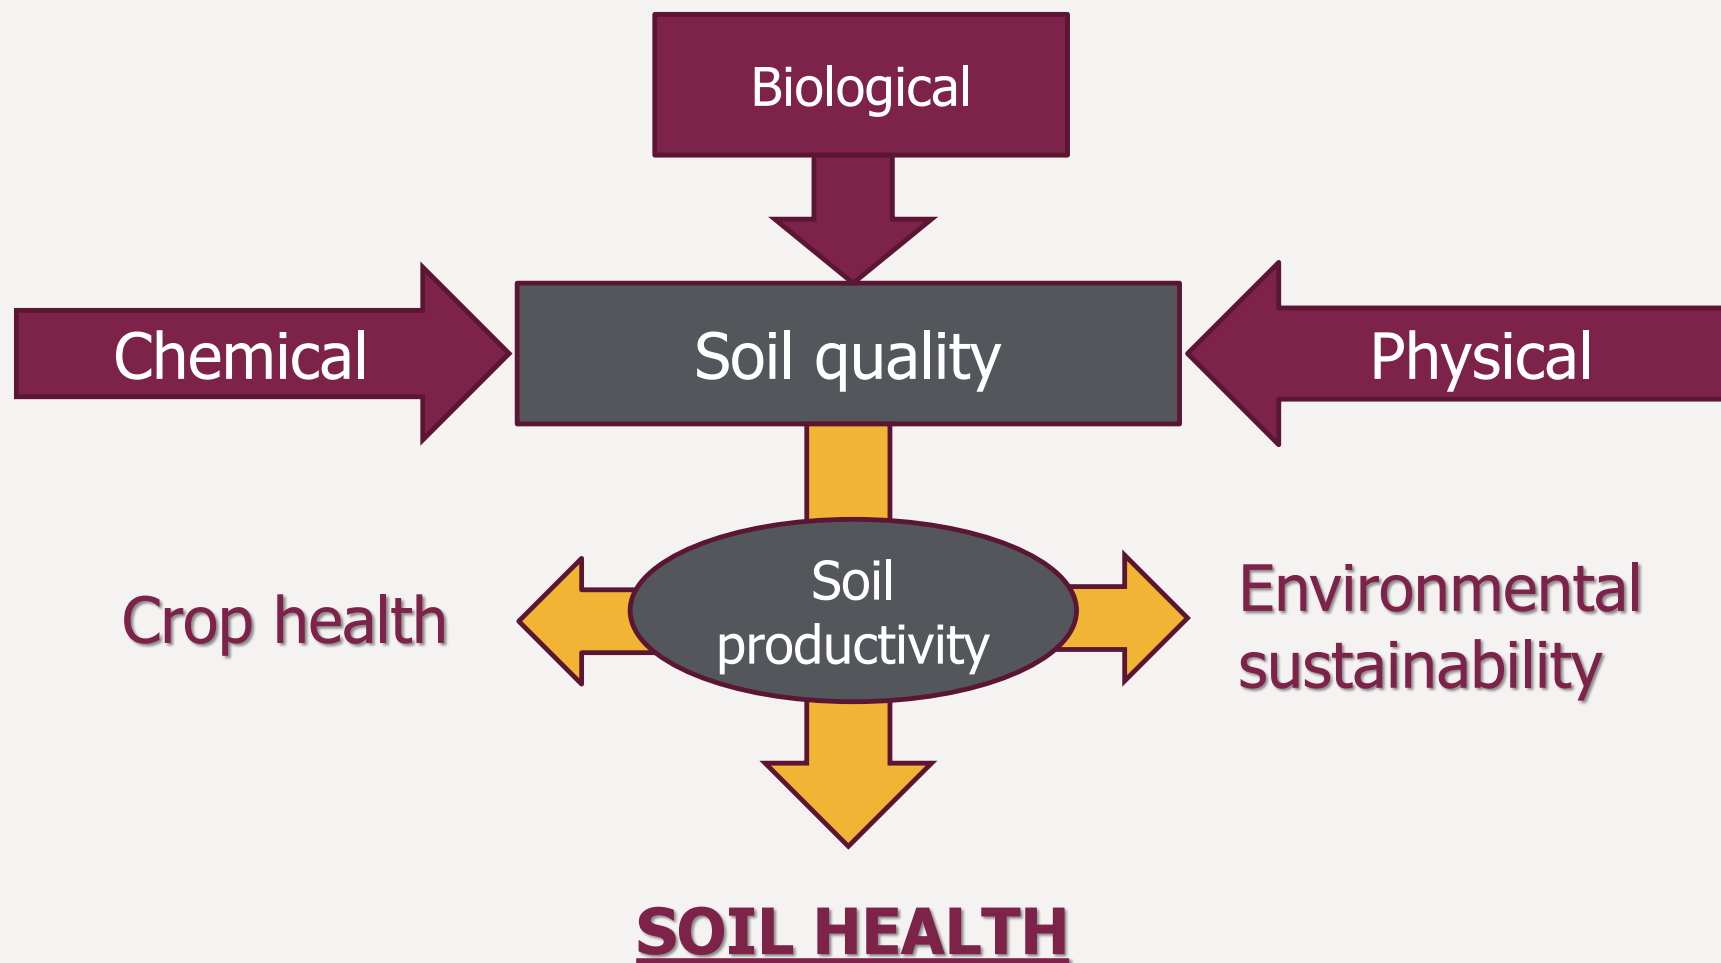 Biological
Chemical
Soil quality
Physical
Crop health
Soil
productivity
Environmental
sustainability
SOIL HEALTH